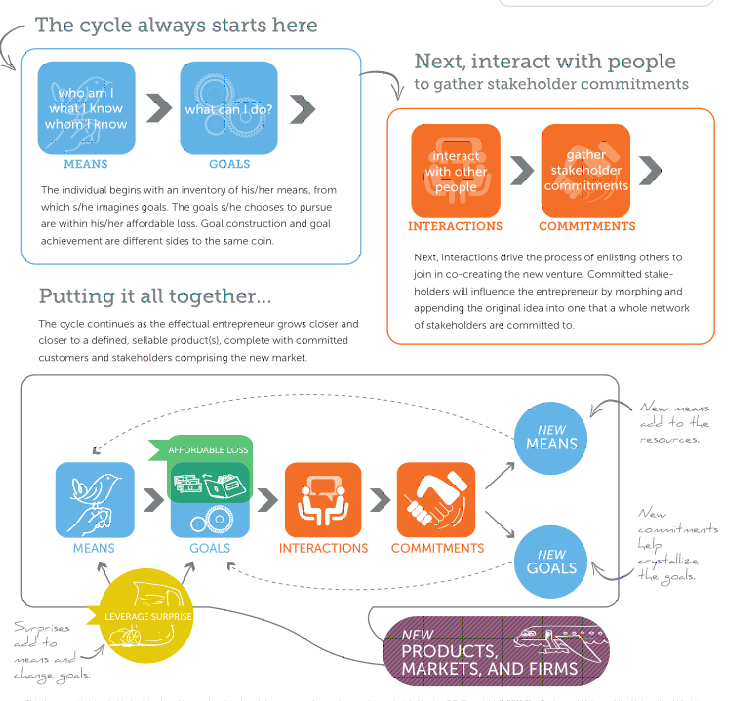 The cycle always starts here
who am I
what I know
whom I know
what can I do?
MEANS
GOALS
The individual begins with an inventory of his/her means, from
which s/he imagines goals. The goals s/he chooses to pursue
are within his/her affordable loss. Goal construction and goal
achievement are different sides to the same coin.
Next, interact with people
to gather stakeholder commitments
interact
with other
people
gather
stakeholder
commitments
INTERACTIONS
COMMITMENTS
Next, Interactions drive the process of enlisting others to
join in co-creating the new venture. Committed stake-
holders will influence the entrepreneur by morphing and
appending the original idea into one that a whole network
of stakeholders are committed to.
Putting it all together...
The cycle continues as the effectual entrepreneur grows closer and
closer to a defined, sellable product(s), complete with committed
customers and stakeholders comprising the new market.
NEW
MEANS
New means
add to the
resources.
AFFORDABLE LOSS
MEANS
GOALS
INTERACTIONS
COMMITMENTS
NEW
GOALS
New
commitments
help
crystallize
the goals.
LEVERAGE SURPRISE
Surprises
add to
means and
change goals.
NEW
PRODUCTS,
MARKETS, AND FIRMS